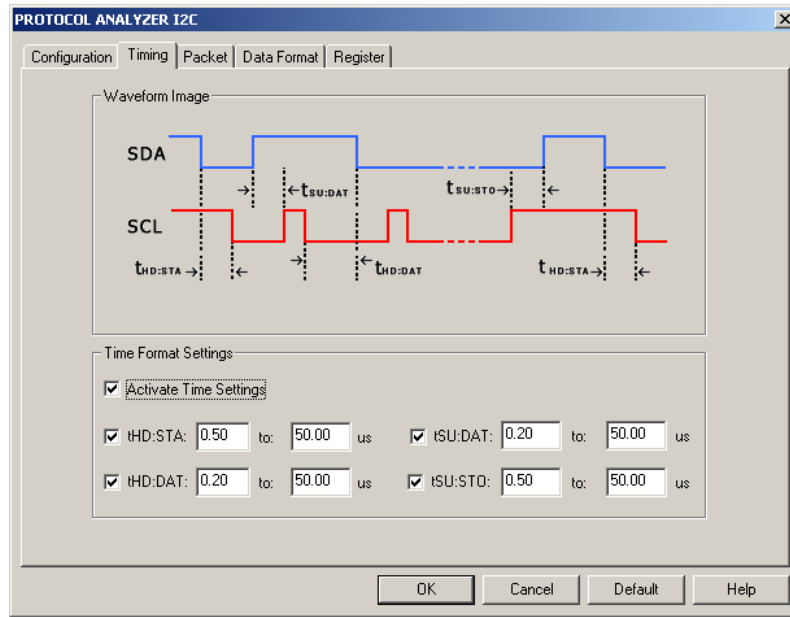 PROTOCOL ANALYZER I2C
Configuration Timing Packet Data Format Register
Waveform Image
SDA
tSU:DAT tSU:STO
SCL
tHD:STA tHD:DAT tHD:STA
Time Format Settings
Activate Time Settings
tHD:STA: 0.50 to: 50.00 us tSU:DAT: 0.20 to: 50.00 us
tHD:DAT: 0.20 to: 50.00 us tSU:STO: 0.50 to: 50.00 us
OK Cancel Default Help